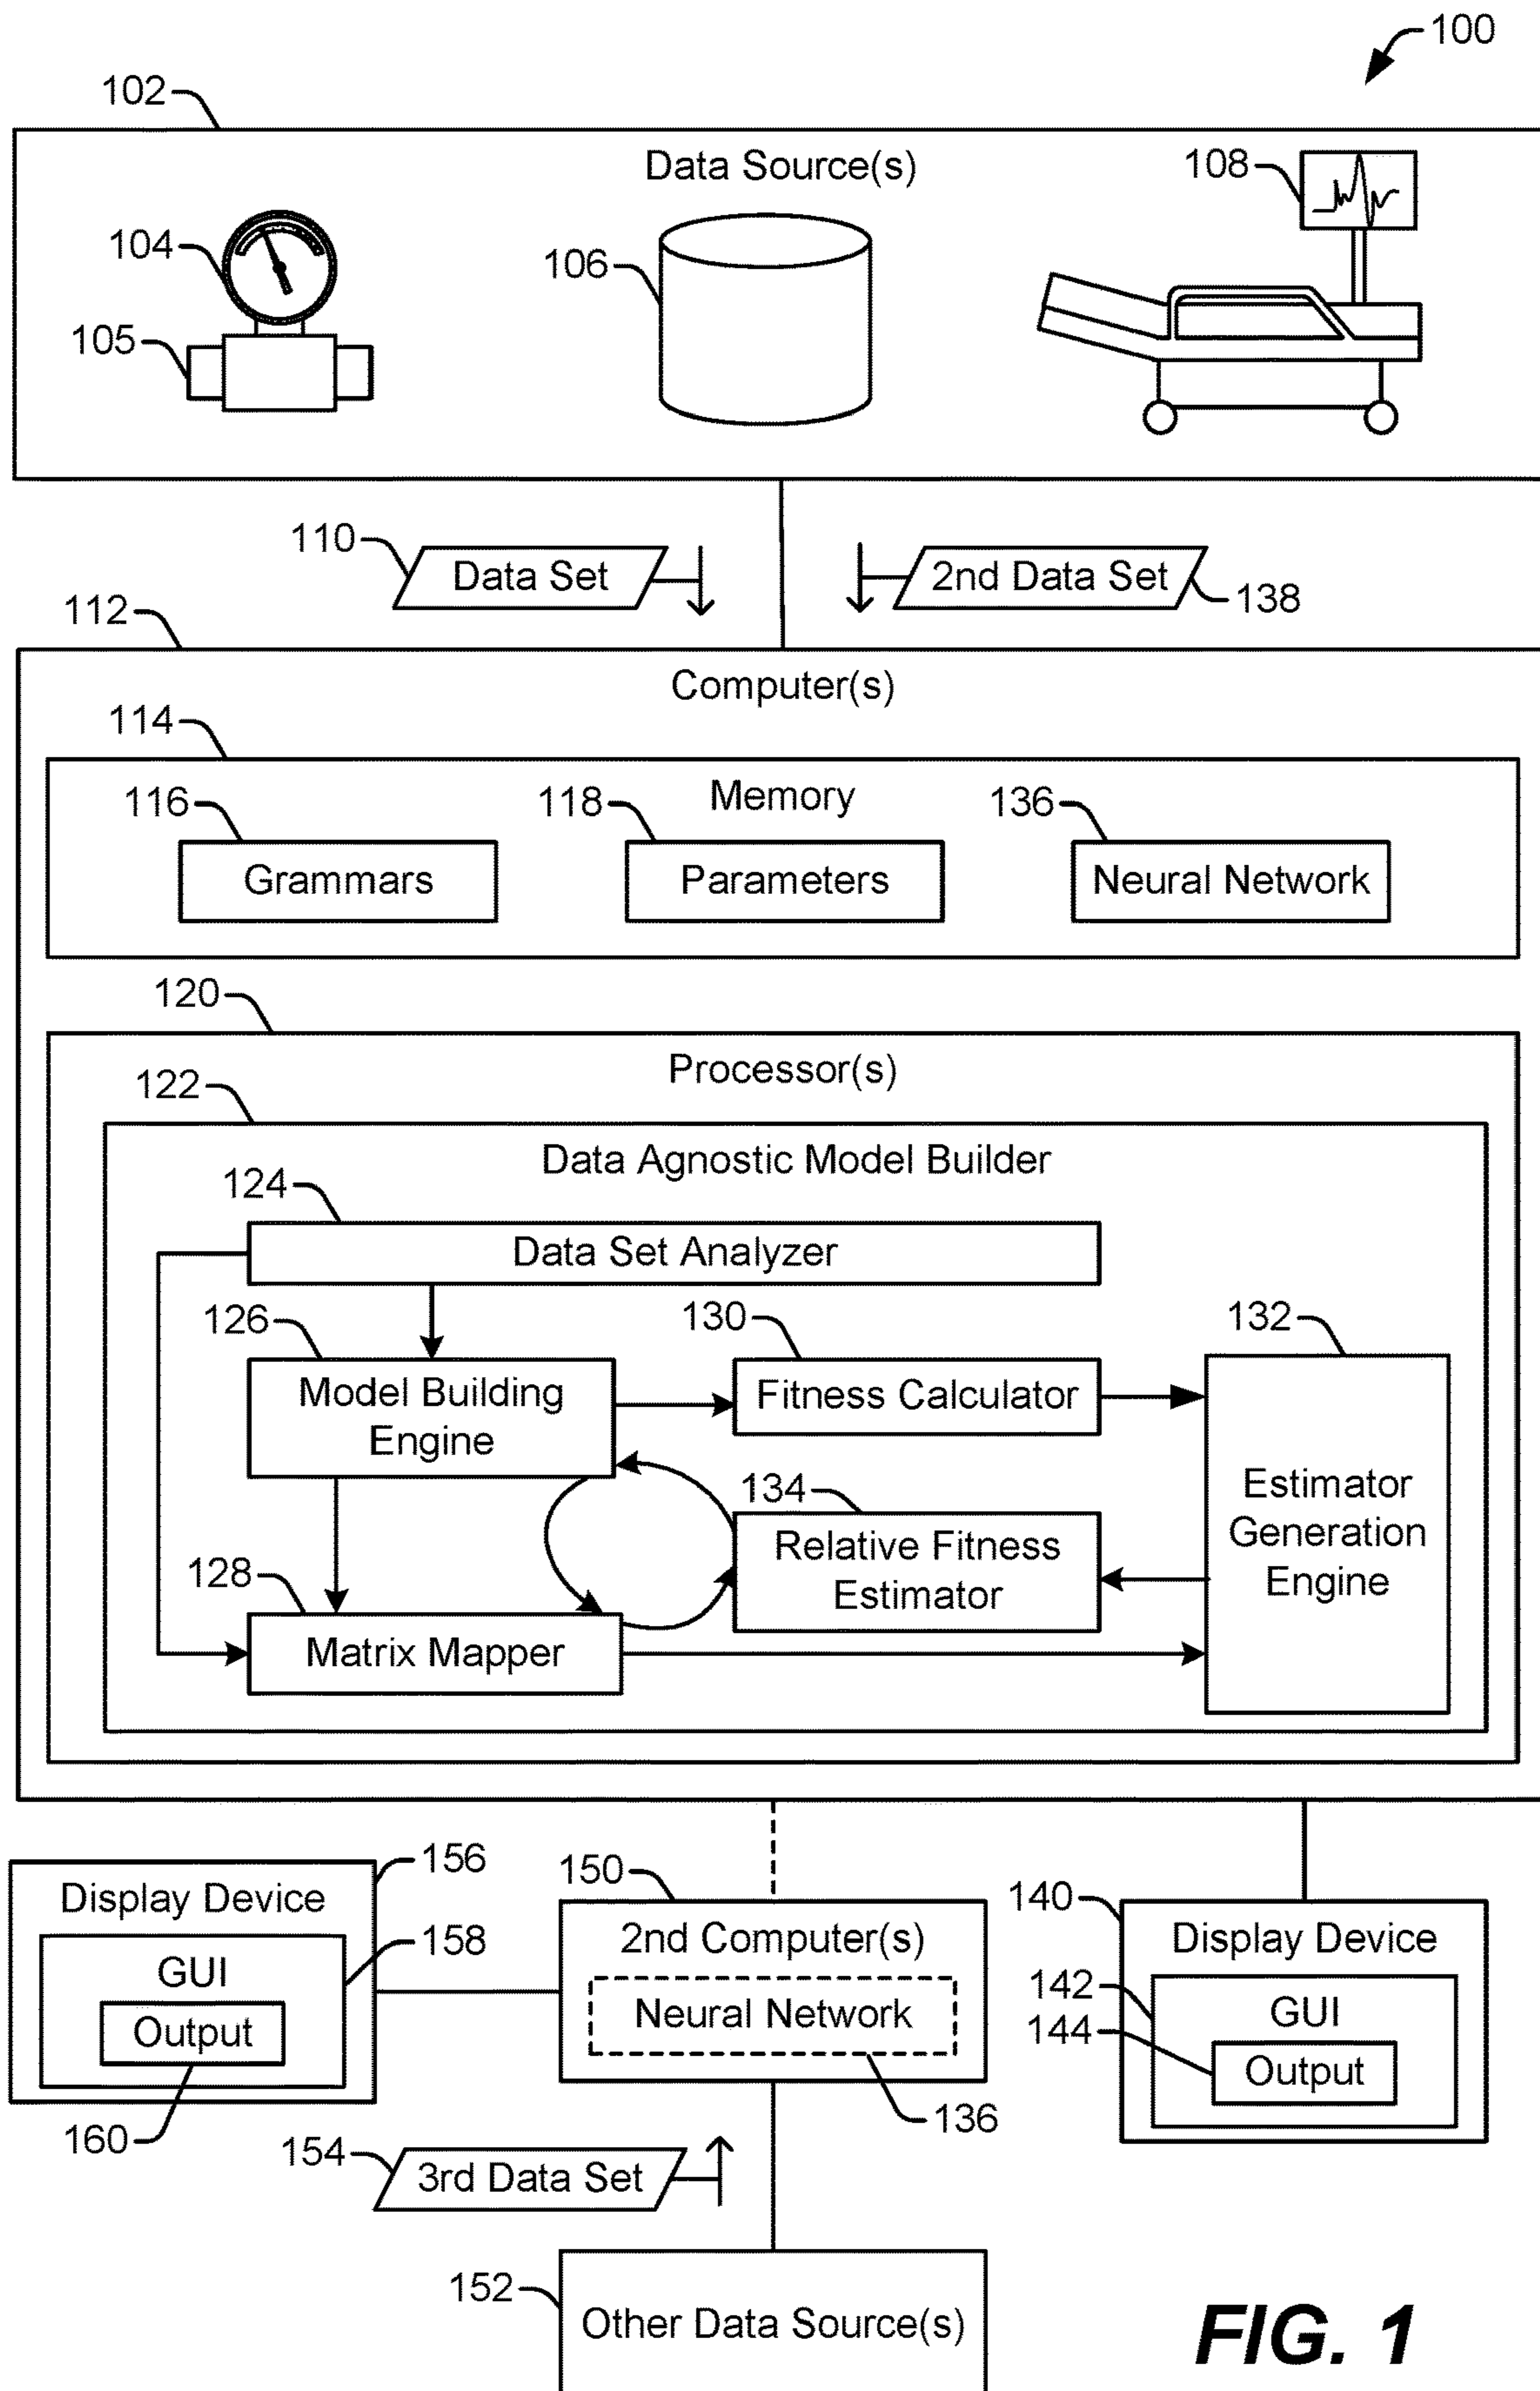 100
102
Data Source(s)
108
104
106
105
110
Data Set
2nd Data Set
138
112
Computer(s)
114
Memory
116
118
136
Grammars
Parameters
Neural Network
120
Processor(s)
122
Data Agnostic Model Builder
124
Data Set Analyzer
126
130
132
Model Building
Engine
Fitness Calculator
134
Relative Fitness
Estimator
Estimator
Generation
Engine
128
Matrix Mapper
156
Display Device
158
GUI
Output
160
150
2nd Computer(s)
Neural Network
136
140
Display Device
142
GUI
144
Output
154
3rd Data Set
152
Other Data Source(s)
FIG. 1